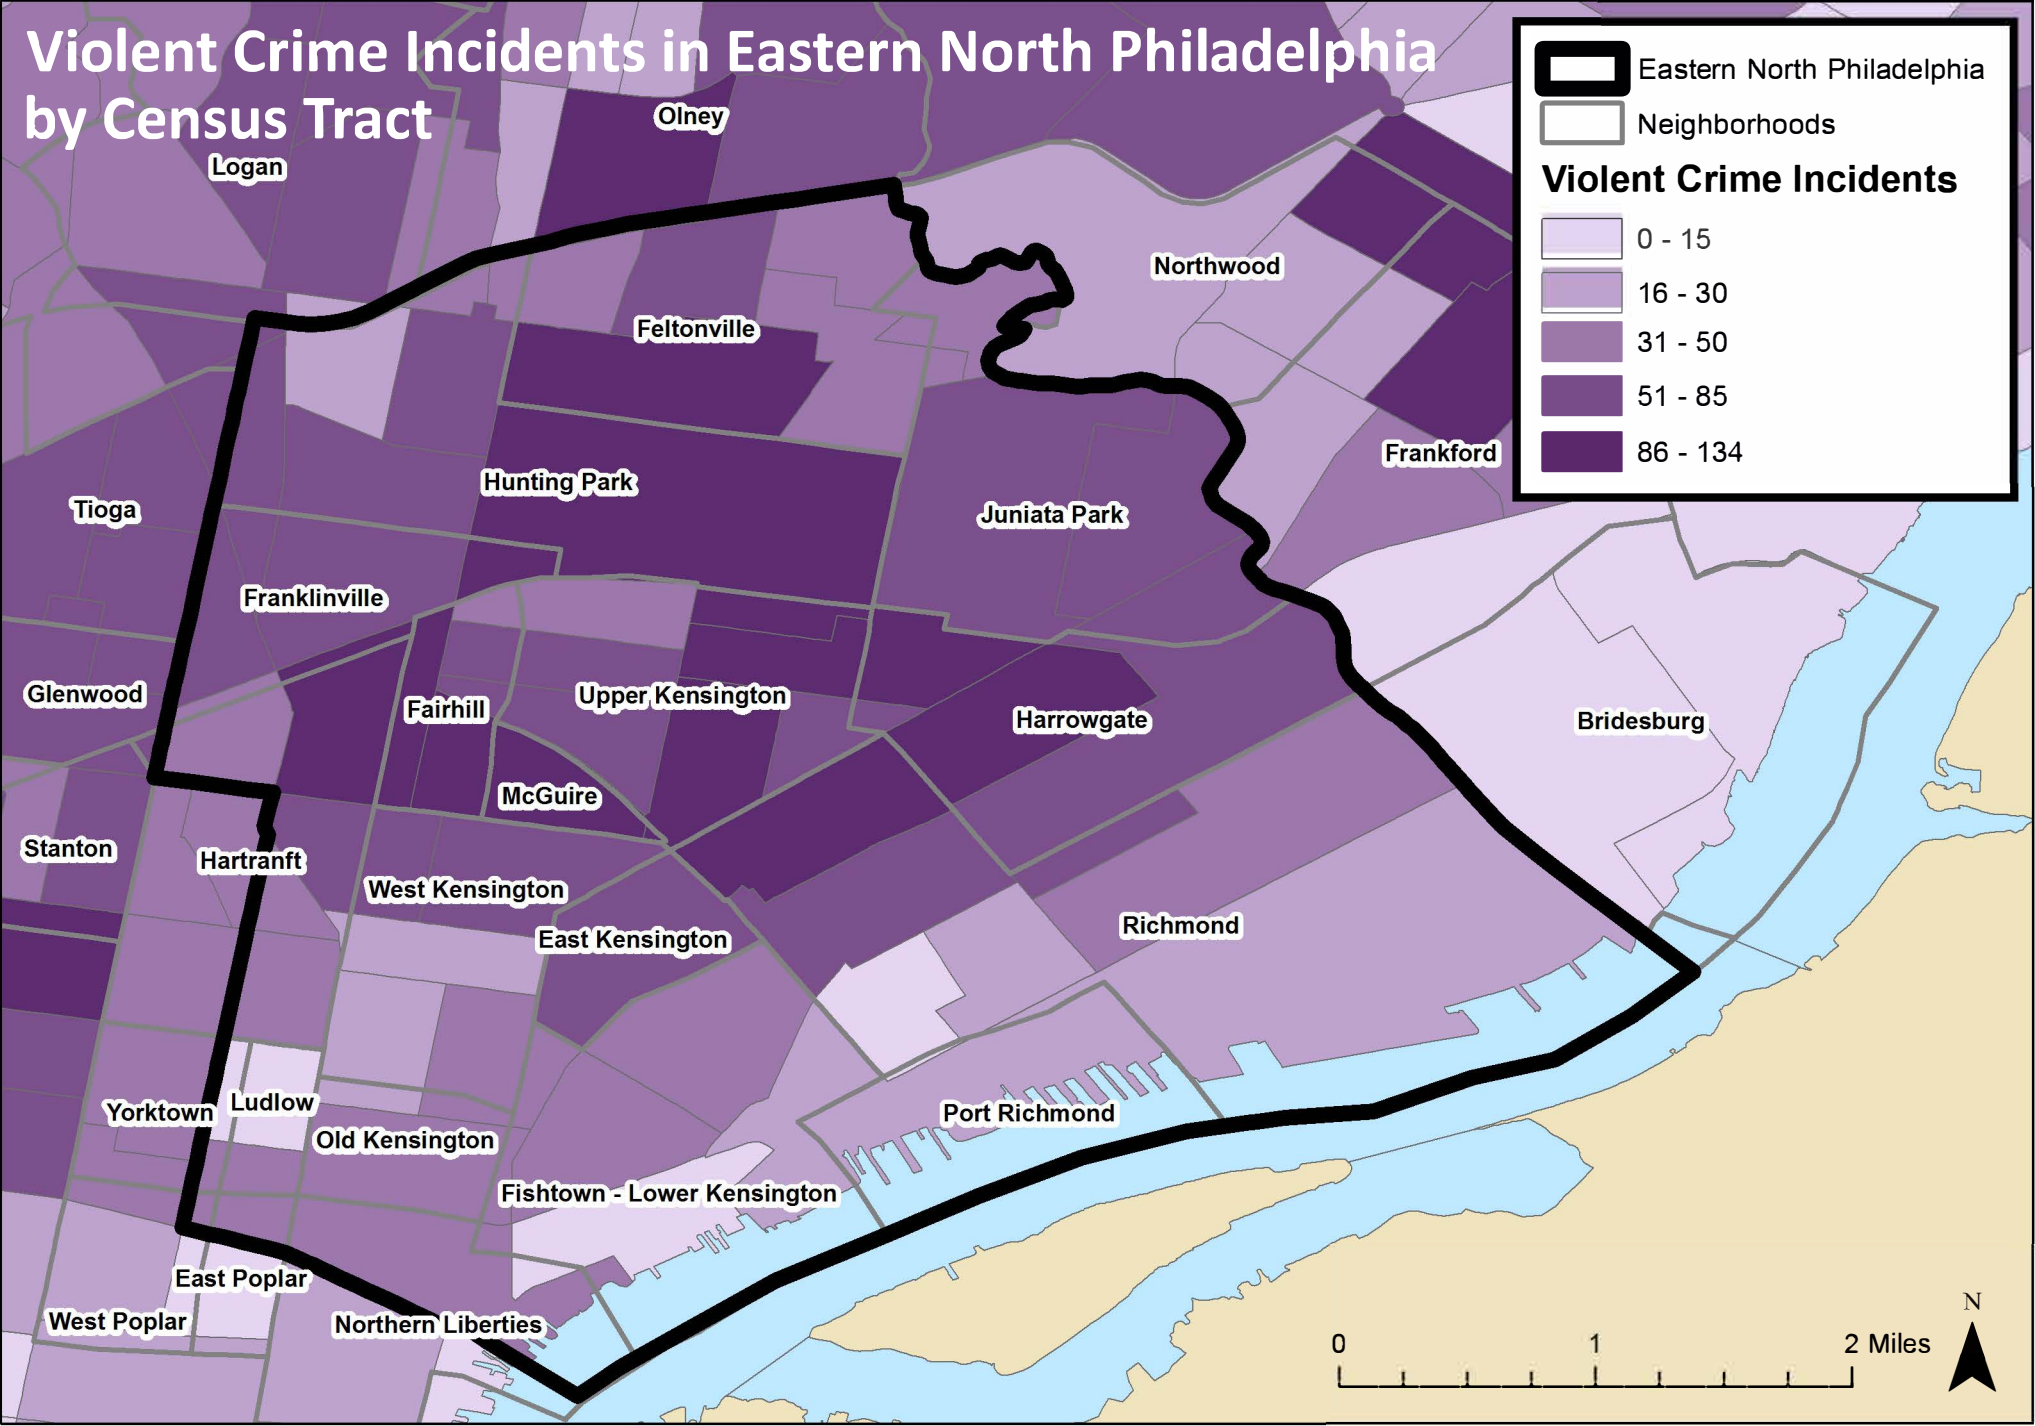 Violent Crime Incidents in Eastern North Philadelphia
by Census Tract
Eastern North Philadelphia
Neighborhoods
Violent Crime Incidents
0 - 15
16 - 30
31 - 50
51 - 85
86 - 134
Olney
Logan
Northwood
Feltonville
Frankford
Hunting Park
Tioga
Juniata Park
Franklinville
Glenwood
Fairhill
Upper Kensington
Harrowgate
Bridesburg
McGuire
Stanton
Hartranft
West Kensington
East Kensington
Richmond
Yorktown
Ludlow
Port Richmond
Old Kensington
Fishtown - Lower Kensington
East Poplar
West Poplar
Northern Liberties
N
0 1 2 Miles